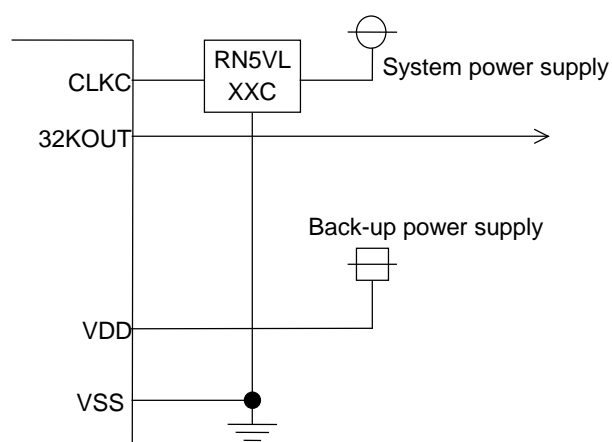 RN5VL
XXC
System power supply
CLKC
32KOUT
Back-up power supply
VDD
VSS